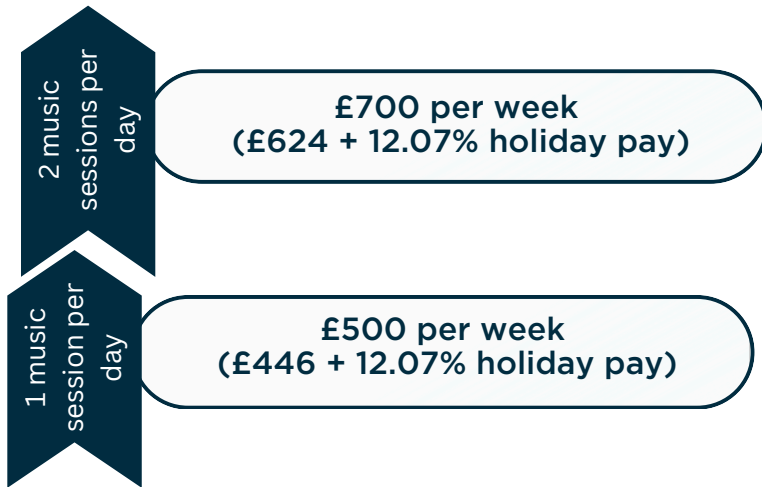 2 music
sessions per
day
£700 per week
(£624 + 12.07% holiday pay)
1 music
session per
day
£500 per week
(£446 + 12.07% holiday pay)